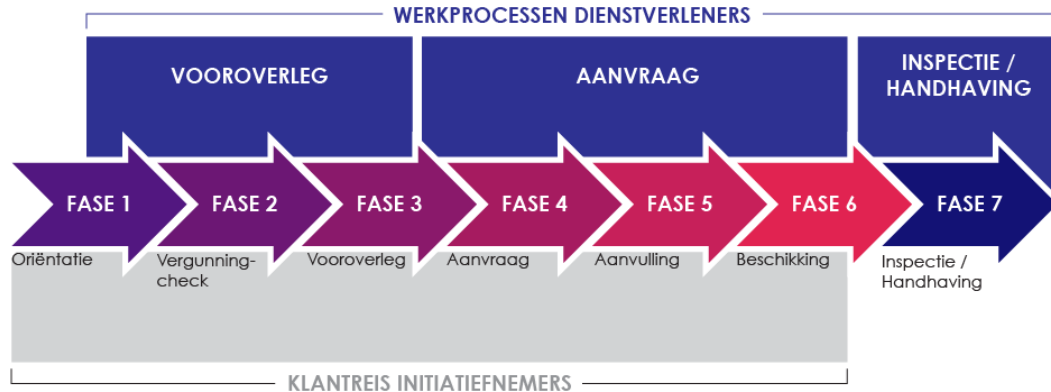 WERKPROCESSEN DIENSTVERLENERS
VOOROVERLEG
AANVRAAG
INSPECTIE /
HANDHAVING
FASE 1
FASE 2
FASE 3
FASE 4
FASE 5
FASE 6
FASE 7
Oriëntatie
Vergunning-
check
Vooroverleg
Aanvraag
Aanvulling
Beschikking
Inspectie /
Handhaving
KLANTREIS INITIATIEFNEMERS